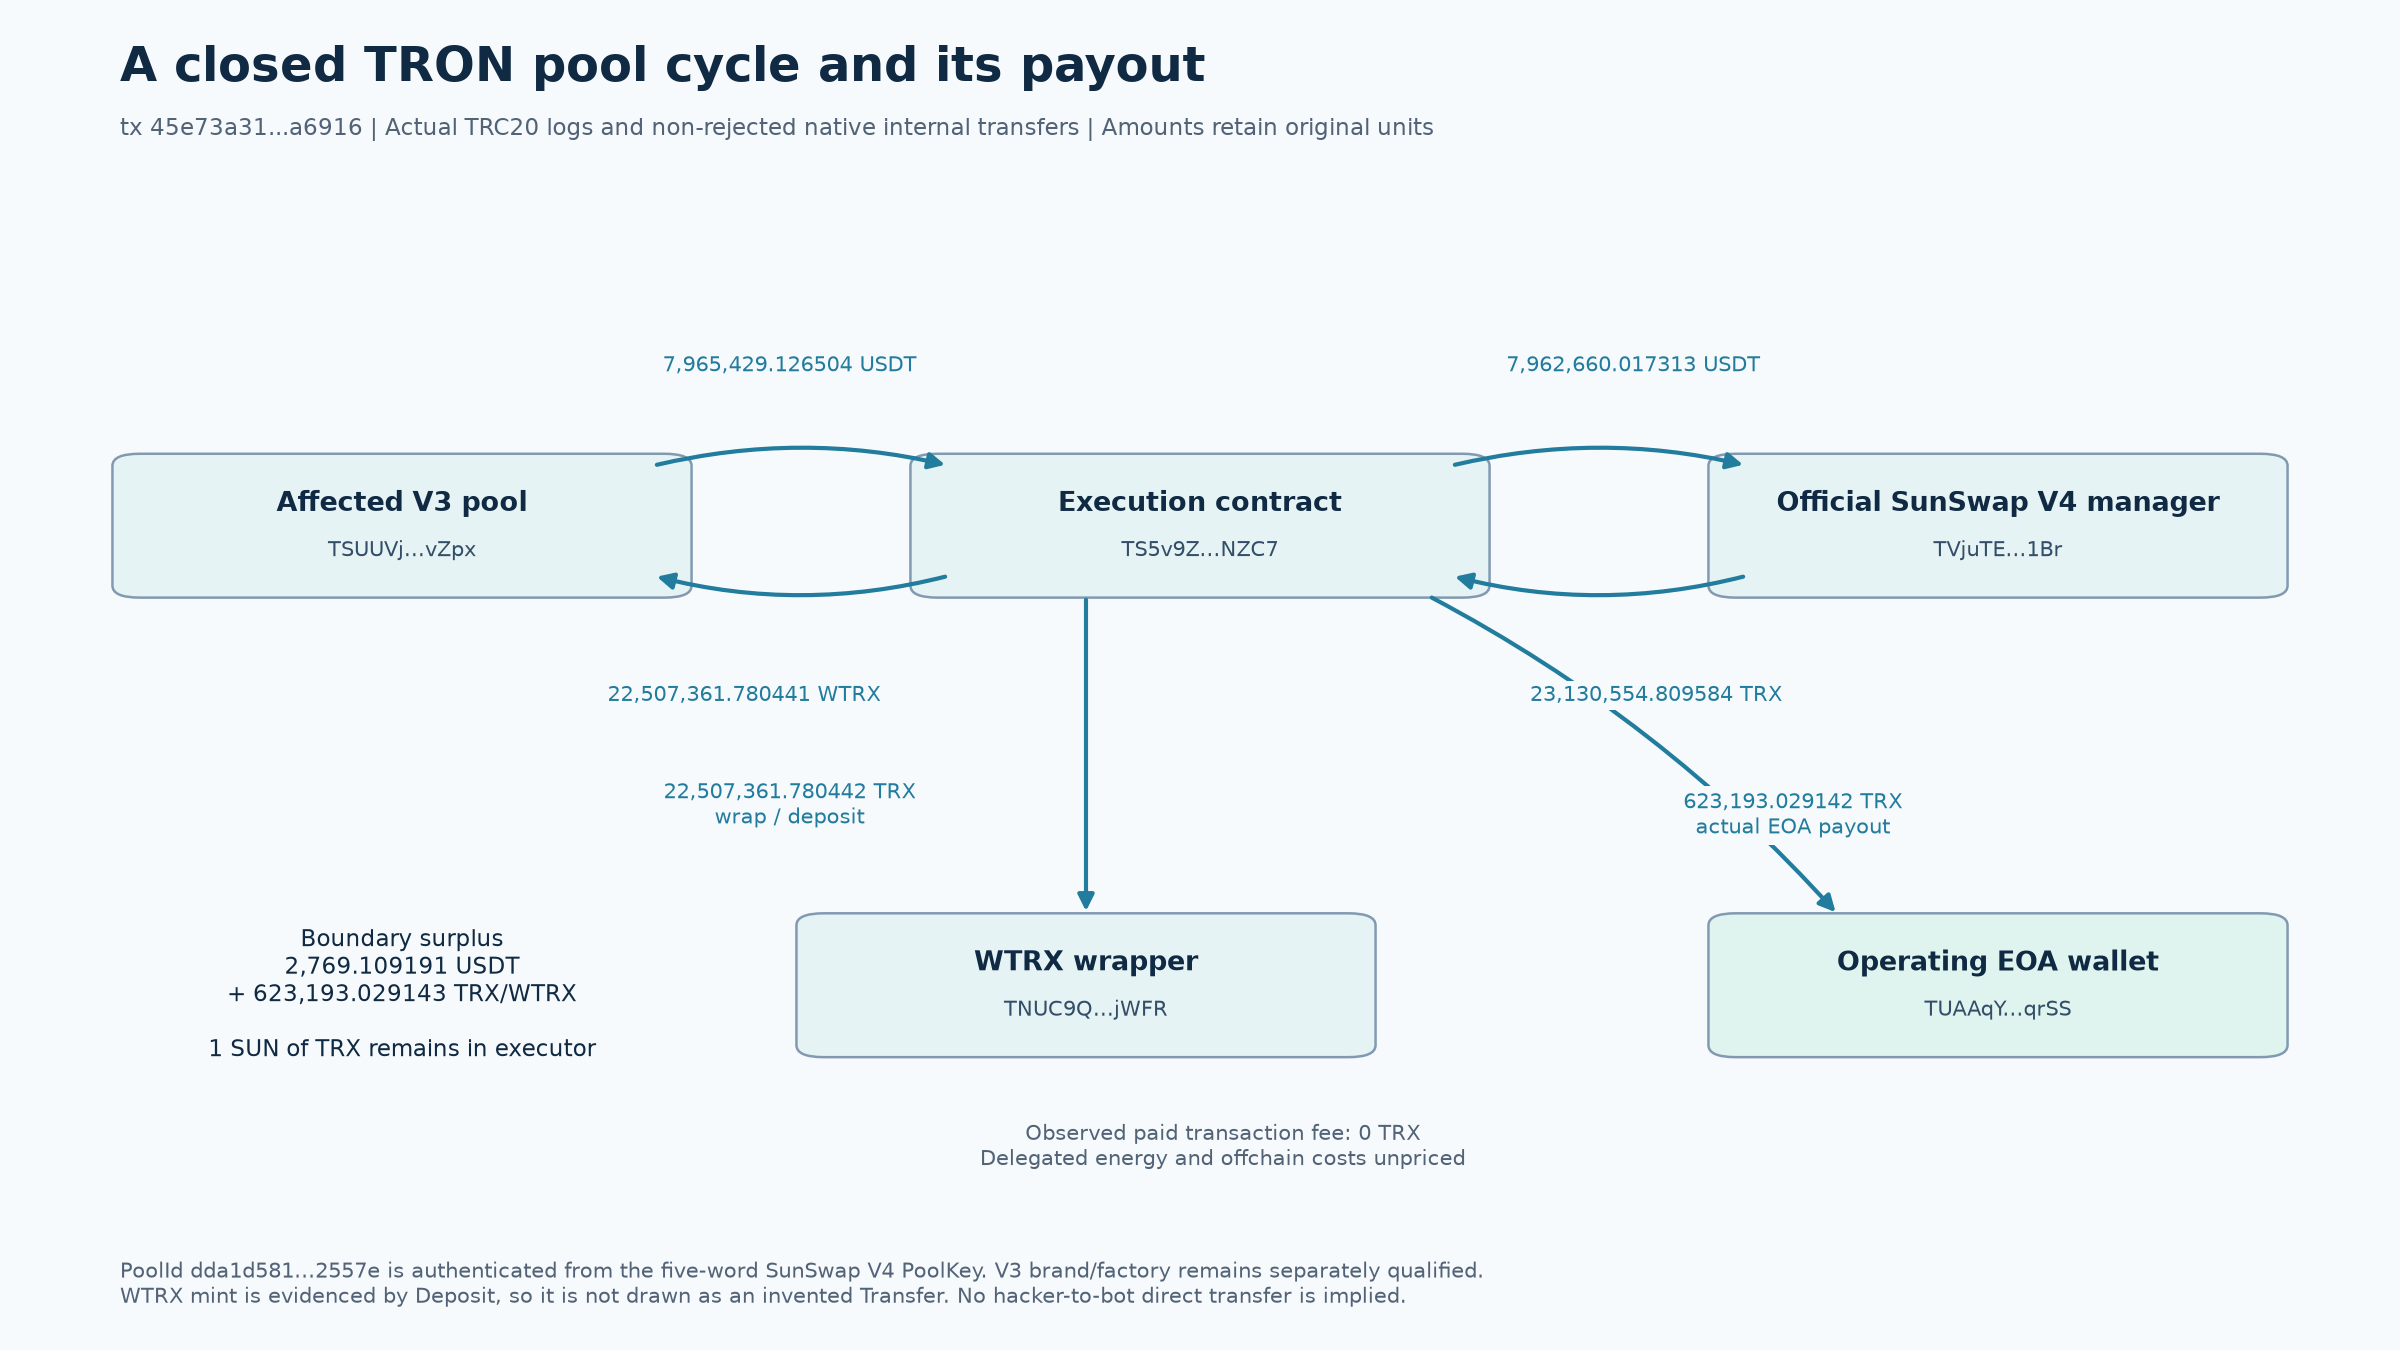 A closed TRON pool cycle and its payout
tx 45e73a31...a6916 | Actual TRC20 logs and non-rejected native internal transfers | Amounts retain original units
7,965,429.126504 USDT
7,962,660.017313 USDT
Affected V3 pool
TSUUVj...vZpx
Execution contract
TS5v9Z...NZC7
Official SunSwap V4 manager
TVjuTE...1Br
22,507,361.780441 WTRX
23,130,554.809584 TRX
22,507,361.780442 TRX
wrap / deposit
623,193.029142 TRX
actual EOA payout
Boundary surplus
2,769.109191 USDT
+ 623,193.029143 TRX/WTRX
1 SUN of TRX remains in executor
WTRX wrapper
TNUC9Q...jWFR
Operating EOA wallet
TUAAqY...qrSS
Observed paid transaction fee: 0 TRX
Delegated energy and offchain costs unpriced
PoolId dda1d581...2557e is authenticated from the five-word SunSwap V4 PoolKey. V3 brand/factory remains separately qualified.
WTRX mint is evidenced by Deposit, so it is not drawn as an invented Transfer. No hacker-to-bot direct transfer is implied.